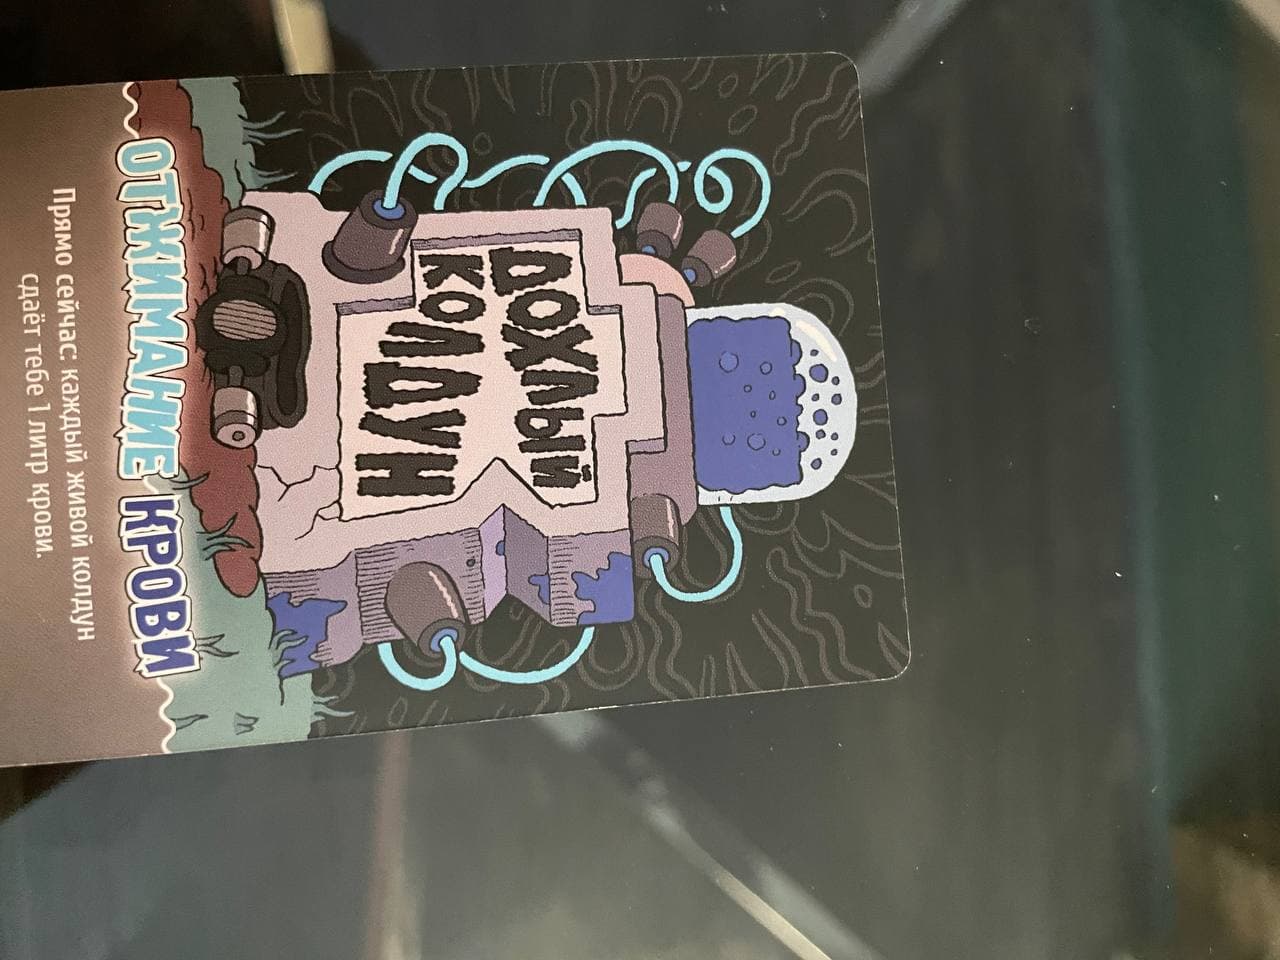 ДОХЛЫЙ
КОЛДУН
ОТЖИМАНИЕ КРОВИ
Прямо сейчас: каждый живой колдун
сдаёт тебе 1 литр крови.